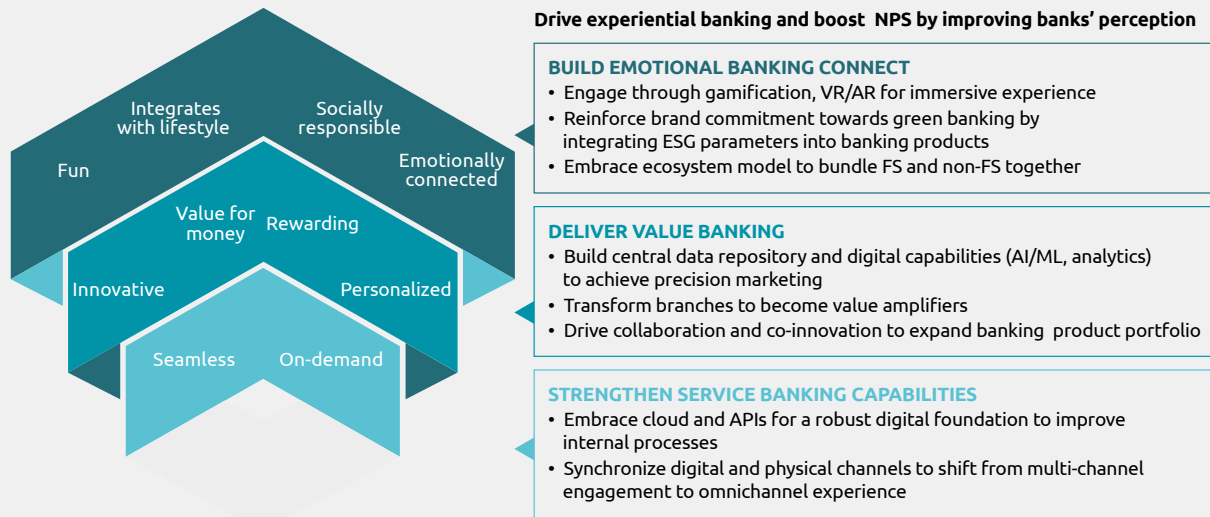 Drive experiential banking and boost NPS by improving banks' perception
Integrates
with lifestyle
Socially
responsible
Fun
Emotionally
connected
Value for
money
Rewarding
Innovative
Personalized
Seamless
On-demand
BUILD EMOTIONAL BANKING CONNECT
• Engage through gamification, VR/AR for immersive experience
• Reinforce brand commitment towards green banking by
integrating ESG parameters into banking products
• Embrace ecosystem model to bundle FS and non-FS together
DELIVER VALUE BANKING
• Build central data repository and digital capabilities (AI/ML, analytics)
to achieve precision marketing
• Transform branches to become value amplifiers
• Drive collaboration and co-innovation to expand banking product portfolio
STRENGTHEN SERVICE BANKING CAPABILITIES
• Embrace cloud and APIs for a robust digital foundation to improve
internal processes
• Synchronize digital and physical channels to shift from multi-channel
engagement to omnichannel experience